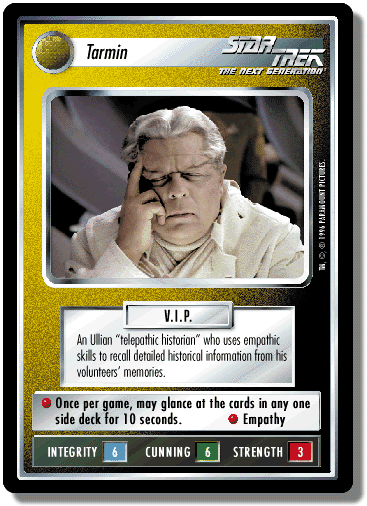 Tarmin
STAR TREK
THE NEXT GENERATION
TM, © & © 1996 PARAMOUNT PICTURES
V.I.P.
An Ullian "telepathic historian" who uses empathic
skills to recall detailed historical information from his
volunteers' memories.
Once per game, may glance at the cards in any one
side deck for 10 seconds. Empathy
INTEGRITY 6 CUNNING 6 STRENGTH 3